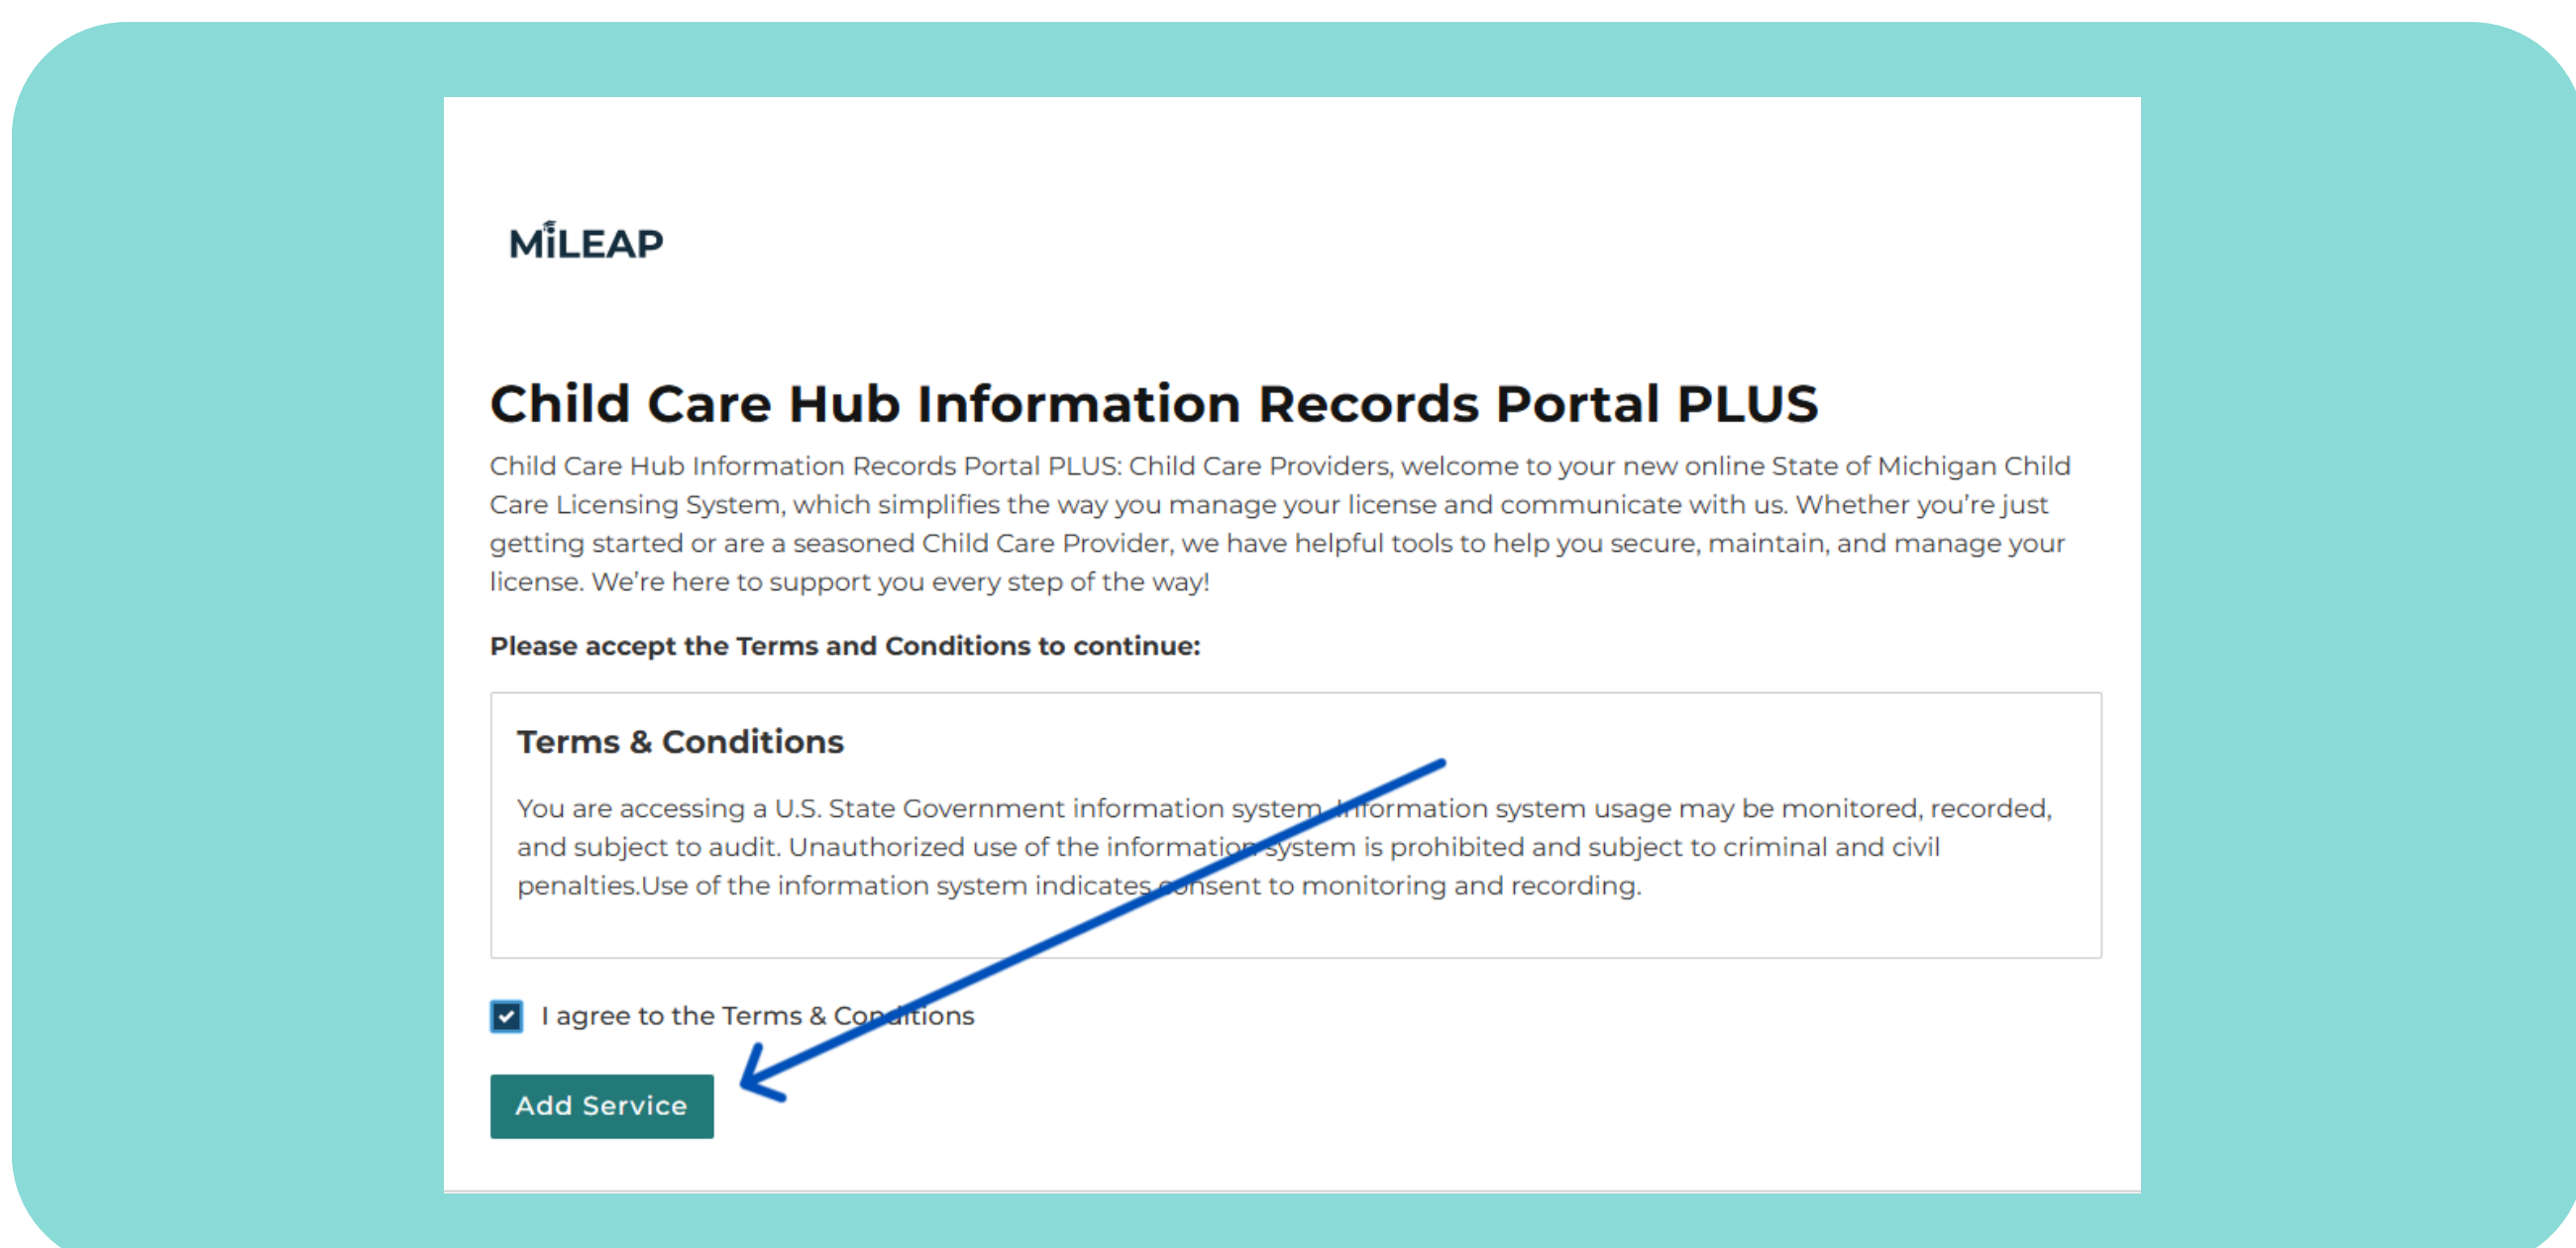 MiLEAP
Child Care Hub Information Records Portal PLUS
Child Care Hub Information Records Portal PLUS: Child Care Providers, welcome to your new online State of Michigan Child
Care Licensing System, which simplifies the way you manage your license and communicate with us. Whether you're just
getting started or are a seasoned Child Care Provider, we have helpful tools to help you secure, maintain, and manage your
license. We're here to support you every step of the way!
Please accept the Terms and Conditions to continue:
Terms & Conditions
You are accessing a U.S. State Government information system. Information system usage may be monitored, recorded,
and subject to audit. Unauthorized use of the information system is prohibited and subject to criminal and civil
penalties.Use of the information system indicates consent to monitoring and recording.
I agree to the Terms & Conditions
Add Service